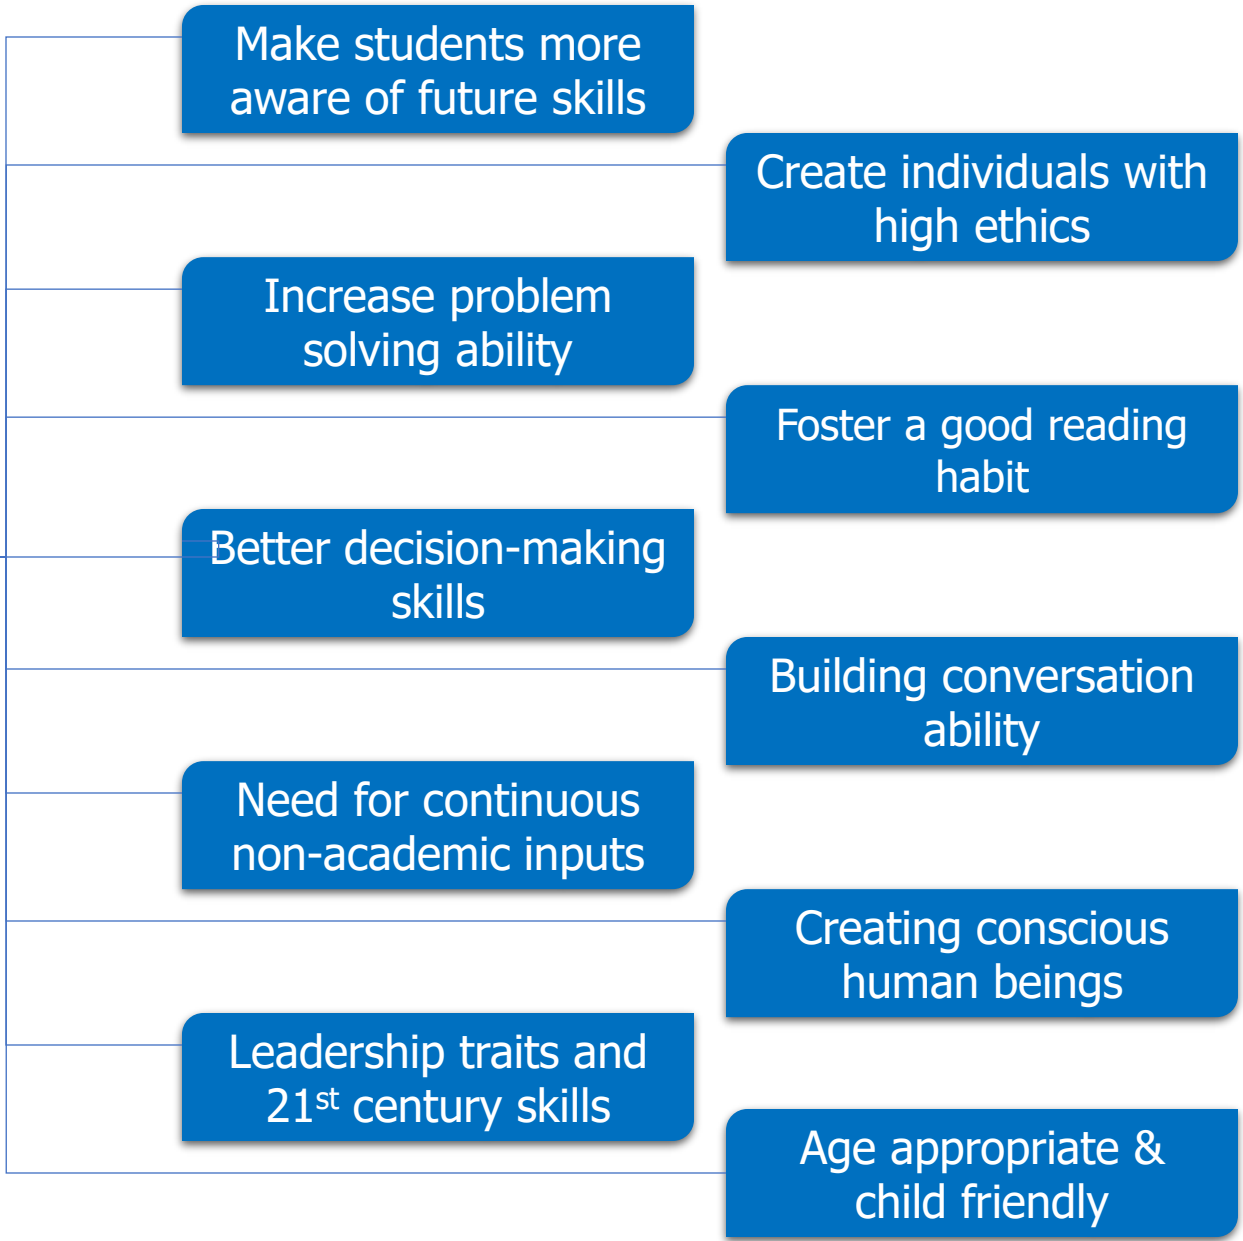 Make students more
aware of future skills
Create individuals with
high ethics
Increase problem
solving ability
Foster a good reading
habit
Better decision-making
skills
Building conversation
ability
Need for continuous
non-academic inputs
Creating conscious
human beings
Leadership traits and
21st century skills
Age appropriate &
child friendly